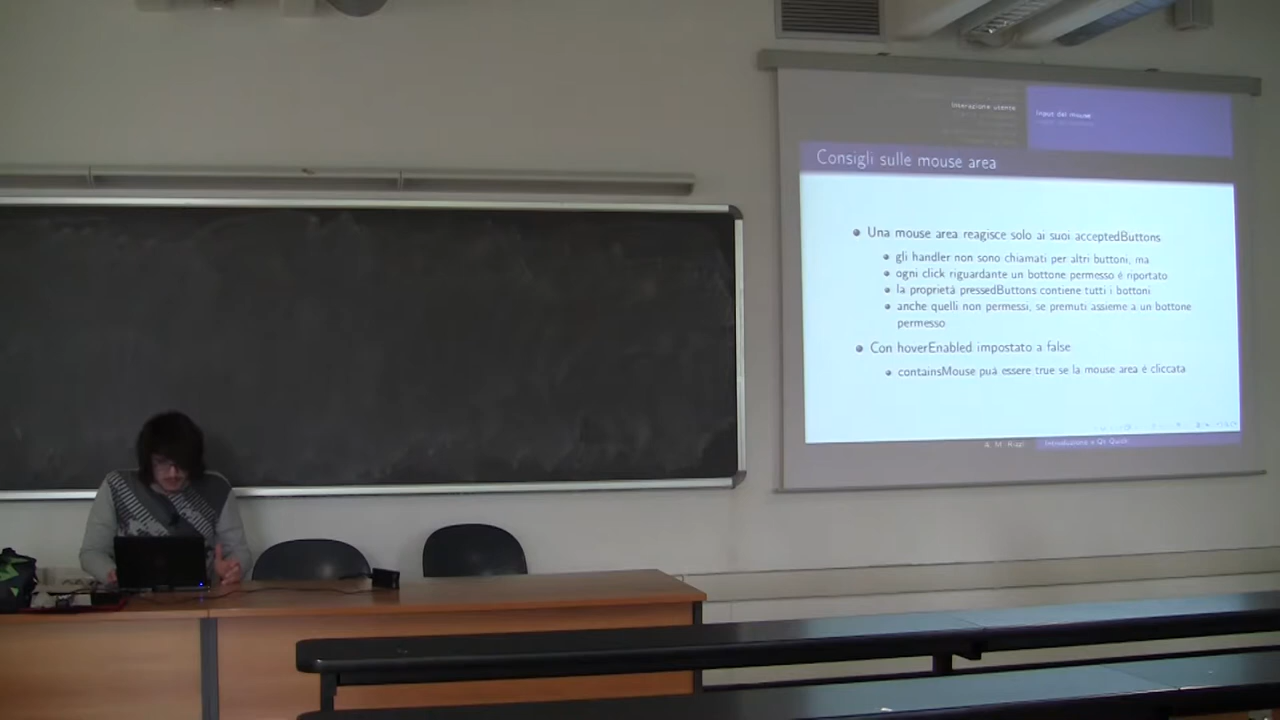 Interazione utente
Input del mouse
Consigli sulle mouse area
Una mouse area reagisce solo ai suoi acceptedButtons
gli handler non sono chiamati per altri buttoni, ma
ogni click riguardante un bottone permesso è riportato
la proprietà pressedButtons contiene tutti i bottoni
anche quelli non permessi, se premuti assieme a un bottone
permesso
Con hoverEnabled impostato a false
containsMouse puà essere true se la mouse area è cliccata
Introduzione a Qt Quick